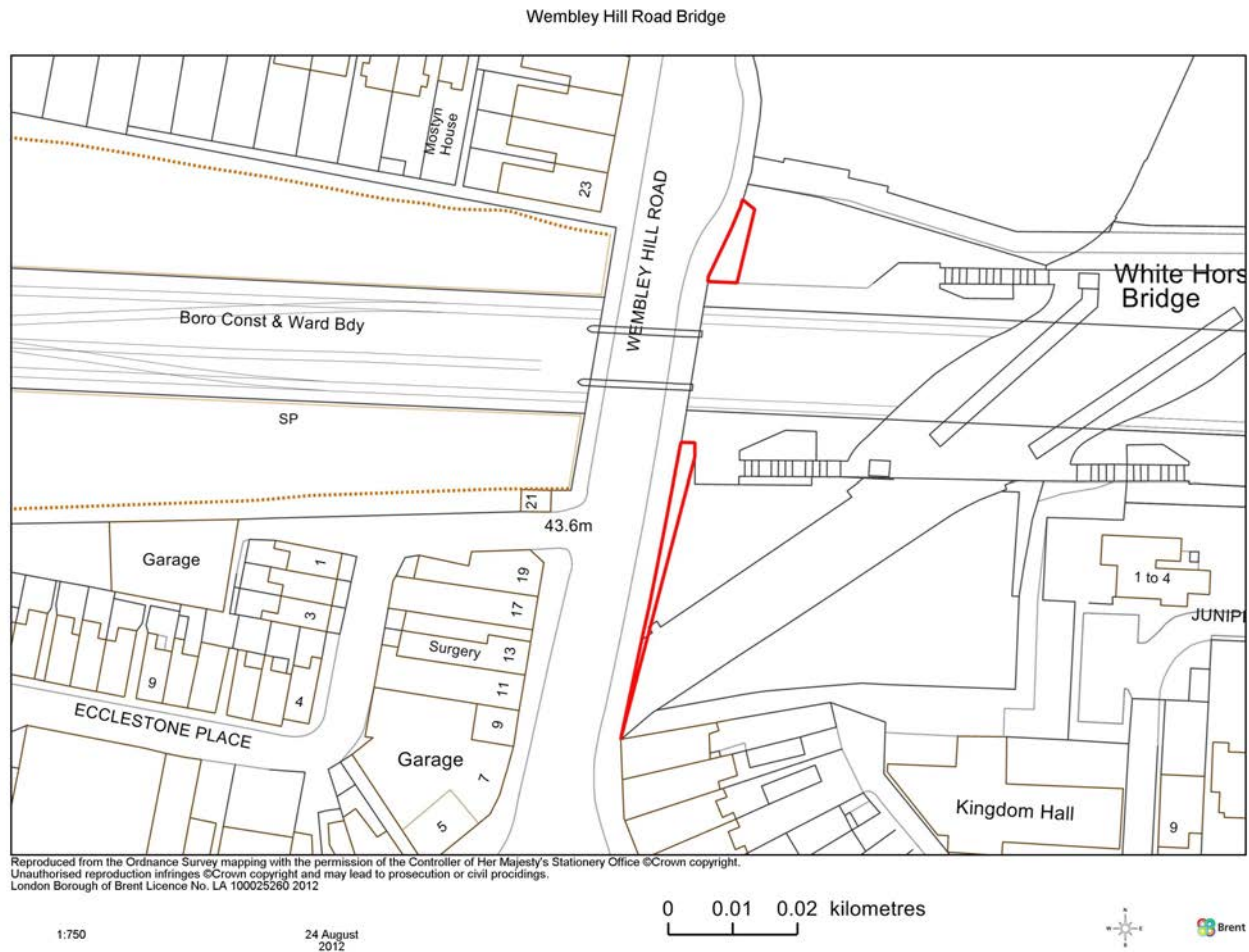 Wembley Hill Road Bridge
Mostyn
House
23
WEMBLEY HILL ROAD
White Hors
Bridge
Boro Const & Ward Bdy
SP
21
43.6m
Garage
1
3
19
17
Surgery
13
11
9
1 to 4
JUNIP
9
4
ECCLESTONE PLACE
Garage
7
5
Kingdom Hall
9
Reproduced from the Ordnance Survey mapping with the permission of the Controller of Her Majesty's Stationery Office ©Crown copyright.
Unauthorised reproduction infringes ©Crown copyright and may lead to prosecution or civil procidings.
London Borough of Brent Licence No. LA 100025260 2012
0 0.01 0.02 kilometres
1:750
24 August
2012
N
W E
S
Brent